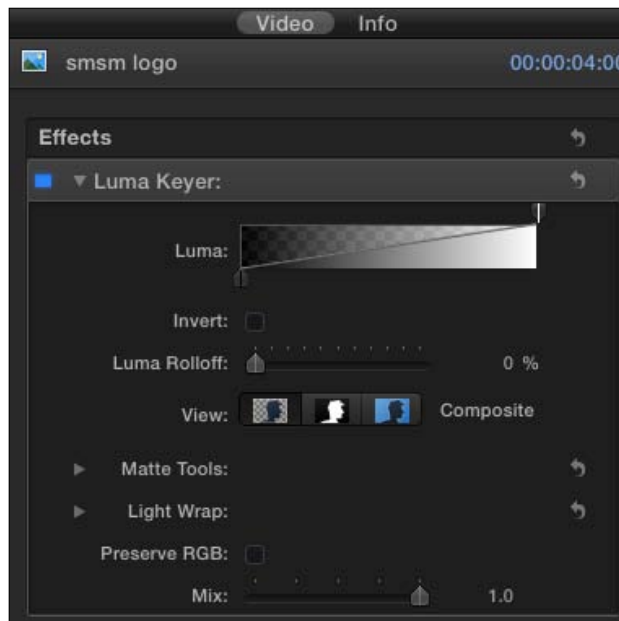 Video Info
smsm logo 00:00:04:00
Effects
Luma Keyer:
Luma:
Invert:
Luma Rolloff: 0 %
View: Composite
Matte Tools:
Light Wrap:
Preserve RGB:
Mix: 1.0